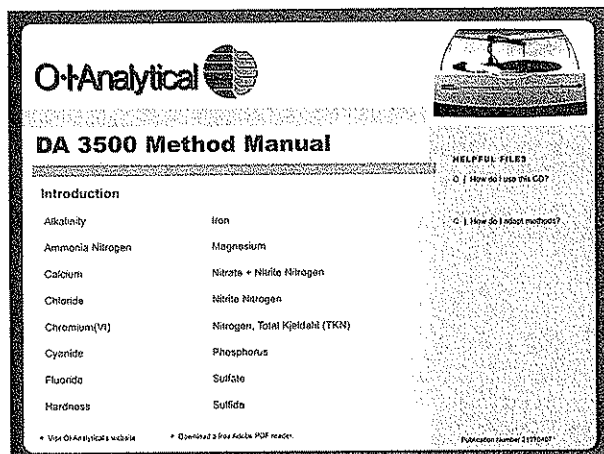 O·I·Analytical
DA 3500 Method Manual
Introduction
Alkalinity
Ammonia Nitrogen
Calcium
Chloride
Chromium(VI)
Cyanide
Fluoride
Hardness
Iron
Magnesium
Nitrate + Nitrite Nitrogen
Nitrite Nitrogen
Nitrogen, Total Kjeldahl (TKN)
Phosphorus
Sulfate
Sulfide
HELPFUL FILES
How do I use this CD?
How do I adapt methods?
Visit OI Analytical's website
Download a free Adobe PDF reader.
Publication Number